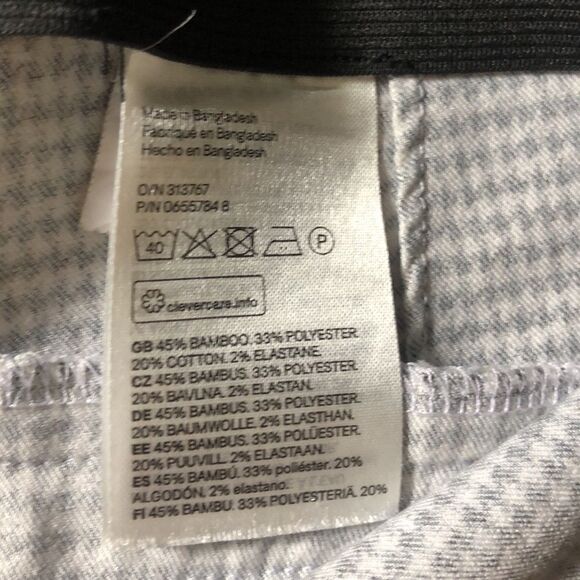 Made in Bangladesh
Fabriqué en Bangladesh
Hecho en Bangladesh
O/N 313767
P/N 0655784 8
40 P
clevercare.info
GB 45% BAMBOO. 33% POLYESTER.
20% COTTON. 2% ELASTANE.
CZ 45% BAMBUS. 33% POLYESTER.
20% BAVLNA. 2% ELASTAN.
DE 45% BAMBUS. 33% POLYESTER.
20% BAUMWOLLE. 2% ELASTHAN.
EE 45% BAMBUS. 33% POLÜESTER.
20% PUUVILL. 2% ELASTAAN.
ES 45% BAMBÚ. 33% poliéster. 20%
ALGODÓN. 2% elastano.
FI 45% BAMBU. 33% POLYESTERIÄ. 20%